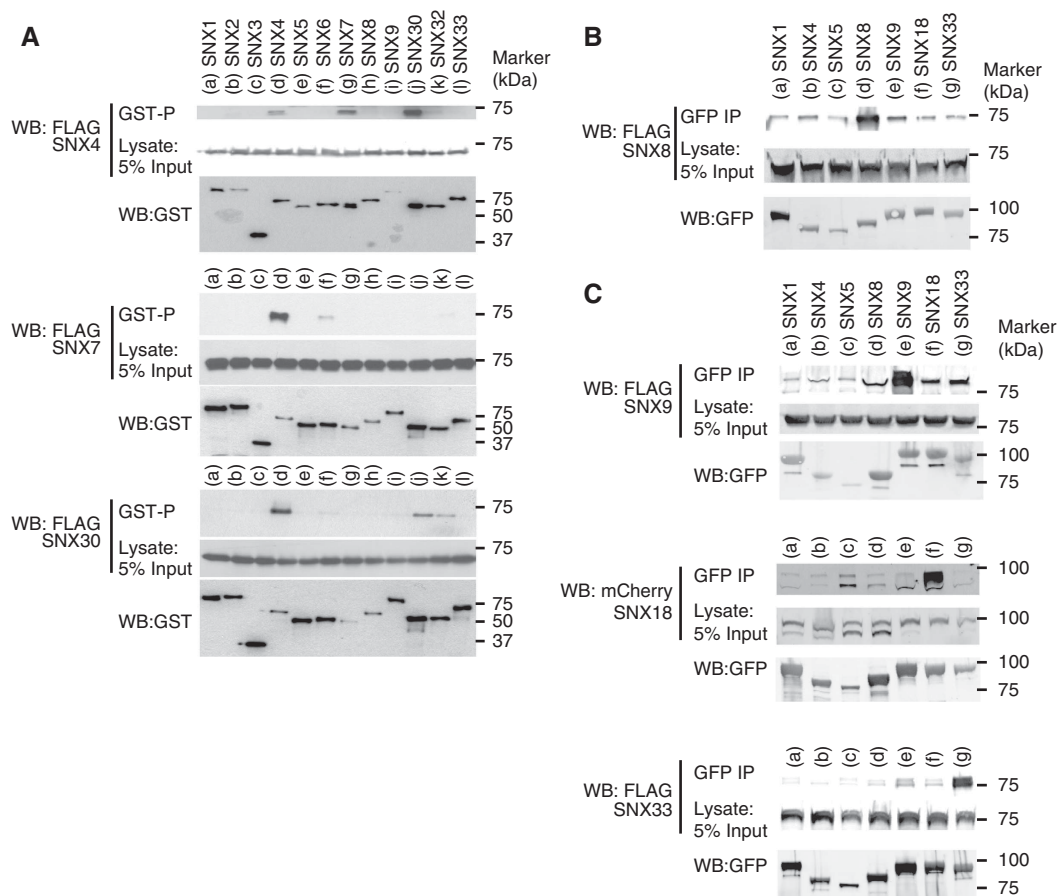 A
(a) SNX1
(b) SNX2
(c) SNX3
(d) SNX4
(e) SNX5
(f) SNX6
(g) SNX7
(h) SNX8
(i) SNX9
(j) SNX30
(k) SNX32
(l) SNX33
Marker
(kDa)
WB: FLAG
SNX4
GST-P
75
Lysate:
5% Input
75
WB:GST
75
50
37
(a) (b) (c) (d) (e) (f) (g) (h) (i) (j) (k) (l)
WB: FLAG
SNX7
GST-P
75
Lysate:
5% Input
75
WB:GST
75
50
37
(a) (b) (c) (d) (e) (f) (g) (h) (i) (j) (k) (l)
WB: FLAG
SNX30
GST-P
75
Lysate:
5% Input
75
WB:GST
75
50
37
B
(a) SNX1
(b) SNX4
(c) SNX5
(d) SNX8
(e) SNX9
(f) SNX18
(g) SNX33
Marker
(kDa)
WB: FLAG
SNX8
GFP IP
75
Lysate:
5% Input
75
WB:GFP
100
75
C
(a) SNX1
(b) SNX4
(c) SNX5
(d) SNX8
(e) SNX9
(f) SNX18
(g) SNX33
Marker
(kDa)
WB: FLAG
SNX9
GFP IP
75
Lysate:
5% Input
75
WB:GFP
100
75
(a) (b) (c) (d) (e) (f) (g)
WB: mCherry
SNX18
GFP IP
100
Lysate:
5% Input
100
WB:GFP
100
75
(a) (b) (c) (d) (e) (f) (g)
WB: FLAG
SNX33
GFP IP
75
Lysate:
5% Input
75
WB:GFP
100
75